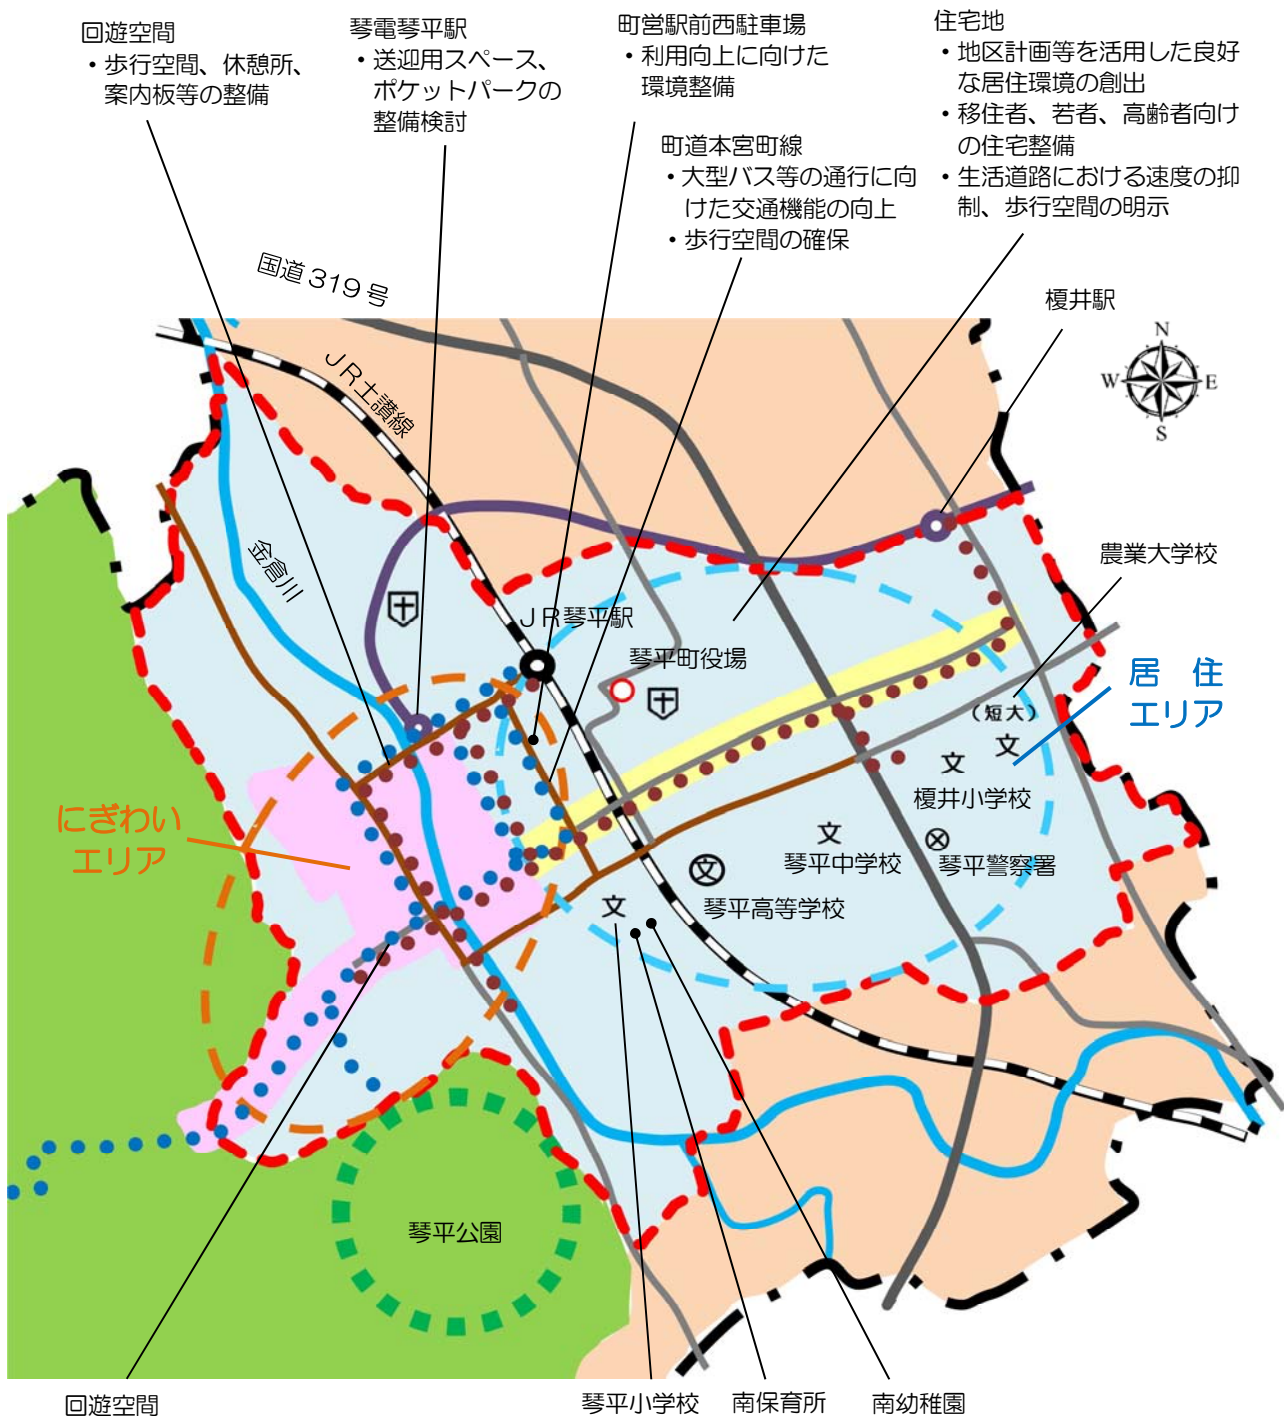 回遊空間
・歩行空間、休憩所、
案内板等の整備
琴電琴平駅
・送迎用スペース、
ポケットパークの
整備検討
町営駅前西駐車場
・利用向上に向けた
環境整備
町道本宮町線
・大型バス等の通行に向
けた交通機能の向上
・歩行空間の確保
住宅地
・地区計画等を活用した良好
な居住環境の創出
・移住者、若者、高齢者向け
の住宅整備
・生活道路における速度の抑
制、歩行空間の明示
国道319号
榎井駅
N
W
E
S
JR土讃線
金倉川
農業大学校
JR琴平駅
琴平町役場
居住
エリア
（短大）
文
文
榎井小学校
にぎわい
エリア
文
琴平中学校
琴平警察署
文
琴平高等学校
文
琴平公園
回遊空間
琴平小学校
南保育所
南幼稚園